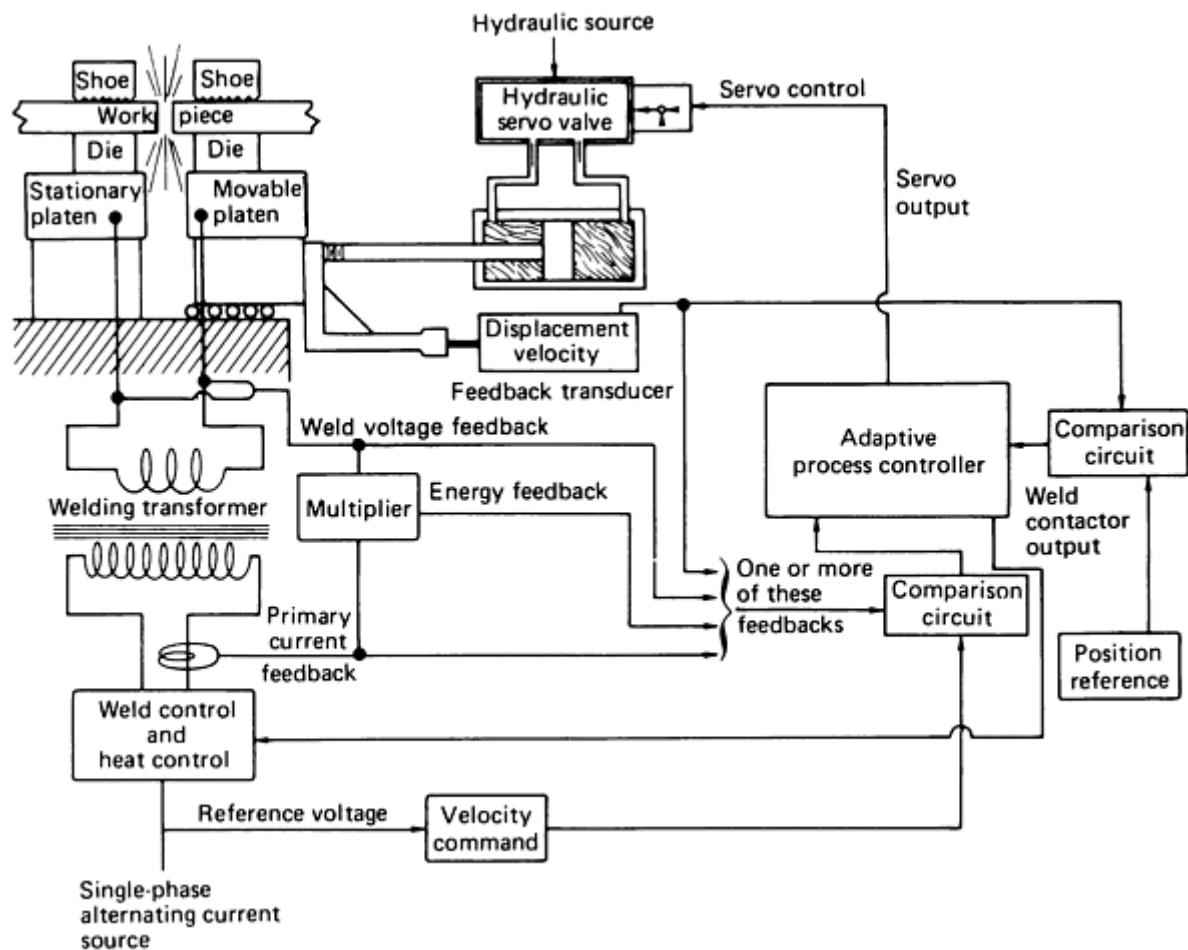 Hydraulic source
Shoe
Shoe
Work
piece
Die
Die
Stationary
platen
Movable
platen
Hydraulic
servo valve
Servo control
Servo
output
Displacement
velocity
Feedback transducer
Weld voltage feedback
Adaptive
process controller
Comparison
circuit
Welding transformer
Multiplier
Energy feedback
Weld
contactor
output
One or more
of these
feedbacks
Comparison
circuit
Primary
current
feedback
Position
reference
Weld control
and
heat control
Reference voltage
Velocity
command
Single-phase
alternating current
source